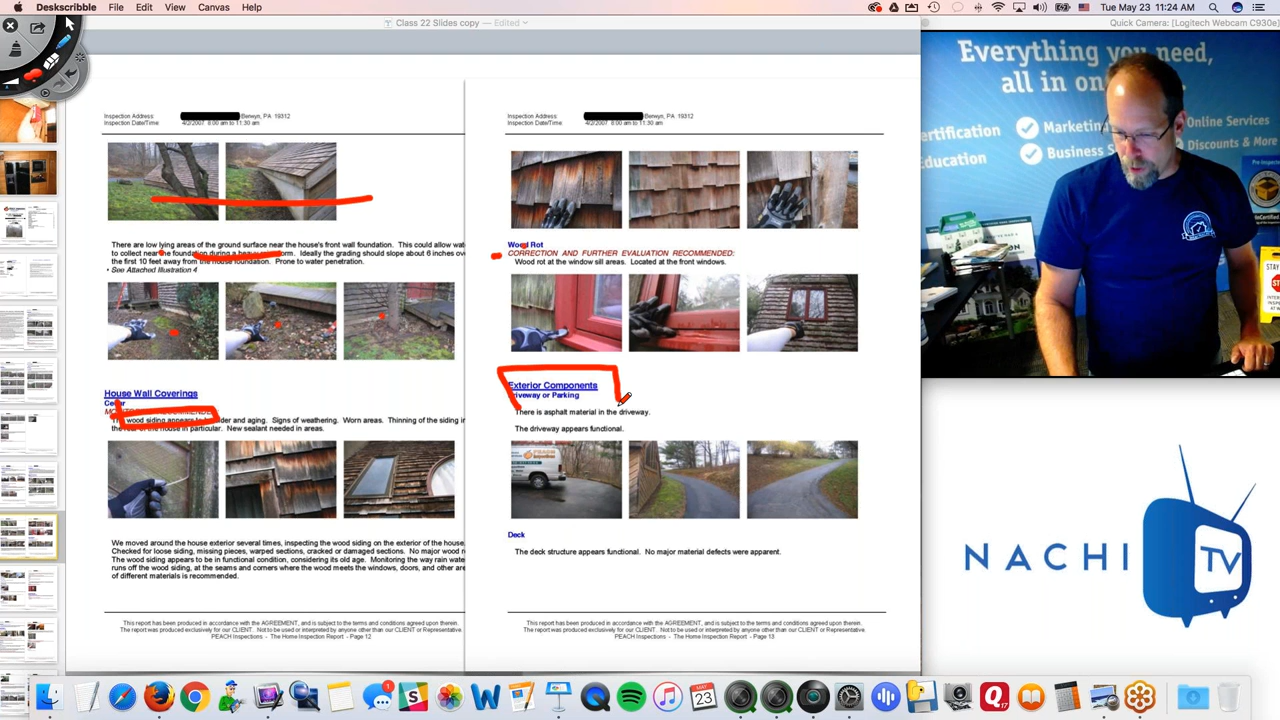 Deskscribble File Edit View Canvas Help
Tue May 23 11:24 AM
Class 22 Slides copy — Edited
Quick Camera: [Logitech Webcam C930e]
Inspection Address: Berwyn, PA 19312
Inspection Date/Time: 4/2/2007 8:00 am to 11:30 am
There are low lying areas of the ground surface near the house's front wall foundation. This could allow wat
to collect near the foundation during a heavy storm. Ideally the grading should slope about 6 inches ove
the first 10 feet away from the house foundation. Prone to water penetration.
• See Attached Illustration 4
House Wall Coverings
Cedar
wood siding appears
der and aging. Signs of weathering. Worn areas. Thinning of the siding in
the rear of the house in particular. New sealant needed in areas.
We moved around the house exterior several times, inspecting the wood siding on the exterior of the house.
Checked for loose siding, missing pieces, warped sections, cracked or damaged sections. No major wood r
The wood siding appears to be in functional condition, considering its old age. Monitoring the way rain wate
runs off the wood siding, at the seams and corners where the wood meets the windows, doors, and other are
of different materials is recommended.
This report has been produced in accordance with the AGREEMENT, and is subject to the terms and conditions agreed upon therein.
The report was produced exclusively for our CLIENT. Not to be used or interpreted by anyone other than our CLIENT or Representative.
PEACH Inspections - The Home Inspection Report - Page 12
Inspection Address: Berwyn, PA 19312
Inspection Date/Time: 4/2/2007 8:00 am to 11:30 am
Wood Rot
CORRECTION AND FURTHER EVALUATION RECOMMENDED:
Wood rot at the window sill areas. Located at the front windows.
Exterior Components
Driveway or Parking
There is asphalt material in the driveway.
The driveway appears functional.
PEACH
Inspections
Deck
The deck structure appears functional. No major material defects were apparent.
This report has been produced in accordance with the AGREEMENT, and is subject to the terms and conditions agreed upon therein.
The report was produced exclusively for our CLIENT. Not to be used or interpreted by anyone other than our CLIENT or Representative.
PEACH Inspections - The Home Inspection Report - Page 13
Everything you need,
all in on
ertification
Education
Marketin
Business S
Online Services
Discounts & More
NACHI TV
1
MAY
23